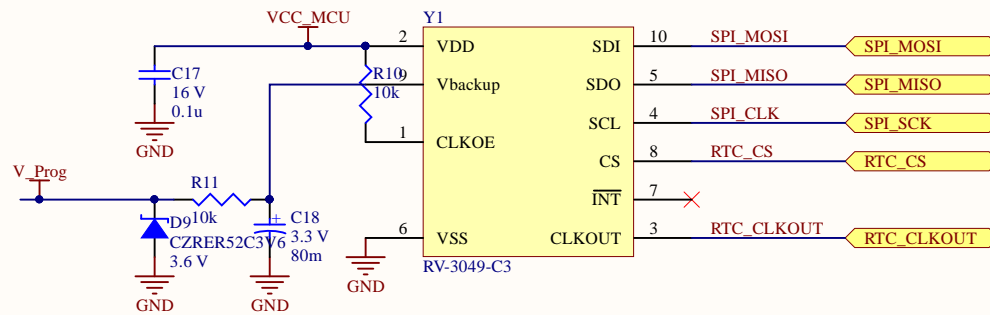 VCC_MCU
Y1
2
VDD
SDI
10
SPI_MOSI
SPI_MOSI
C17
16 V
0.1u
R10
10k
9
Vbackup
SDO
5
SPI_MISO
SPI_MISO
GND
1
CLKOE
SCL
4
SPI_CLK
SPI_SCK
CS
8
RTC_CS
RTC_CS
V_Prog
R11
10k
INT
7
D9
CZRER52C3V6
3.6 V
C18
3.3 V
80m
6
VSS
CLKOUT
3
RTC_CLKOUT
RTC_CLKOUT
RV-3049-C3
GND
GND
GND